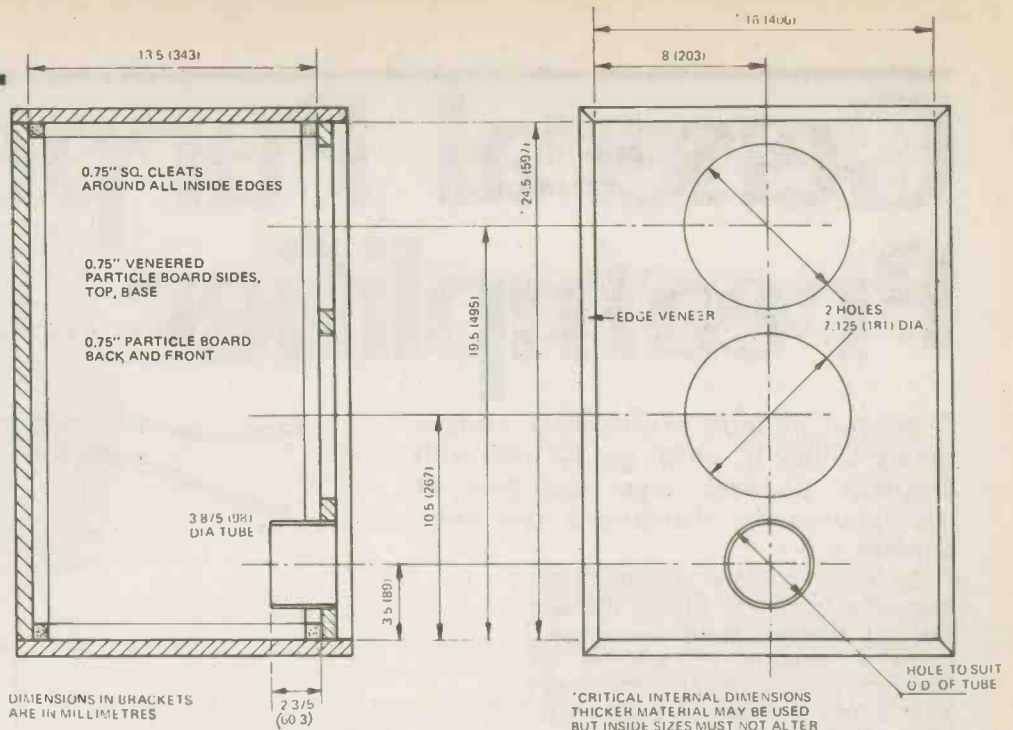 13.5 (343)
* 16 (406)
8 (203)
0.75" SQ. CLEATS
AROUND ALL INSIDE EDGES
0.75" VENEERED
PARTICLE BOARD SIDES,
TOP, BASE
0.75" PARTICLE BOARD
BACK AND FRONT
* 24.5 (597)
19.5 (495)
10.5 (267)
3.5 (89)
EDGE VENEER
2 HOLES
7.125 (181) DIA.
3.875 (98)
DIA TUBE
2.375
(60.3)
HOLE TO SUIT
O.D. OF TUBE
DIMENSIONS IN BRACKETS
ARE IN MILLIMETRES
*CRITICAL INTERNAL DIMENSIONS
THICKER MATERIAL MAY BE USED
BUT INSIDE SIZES MUST NOT ALTER